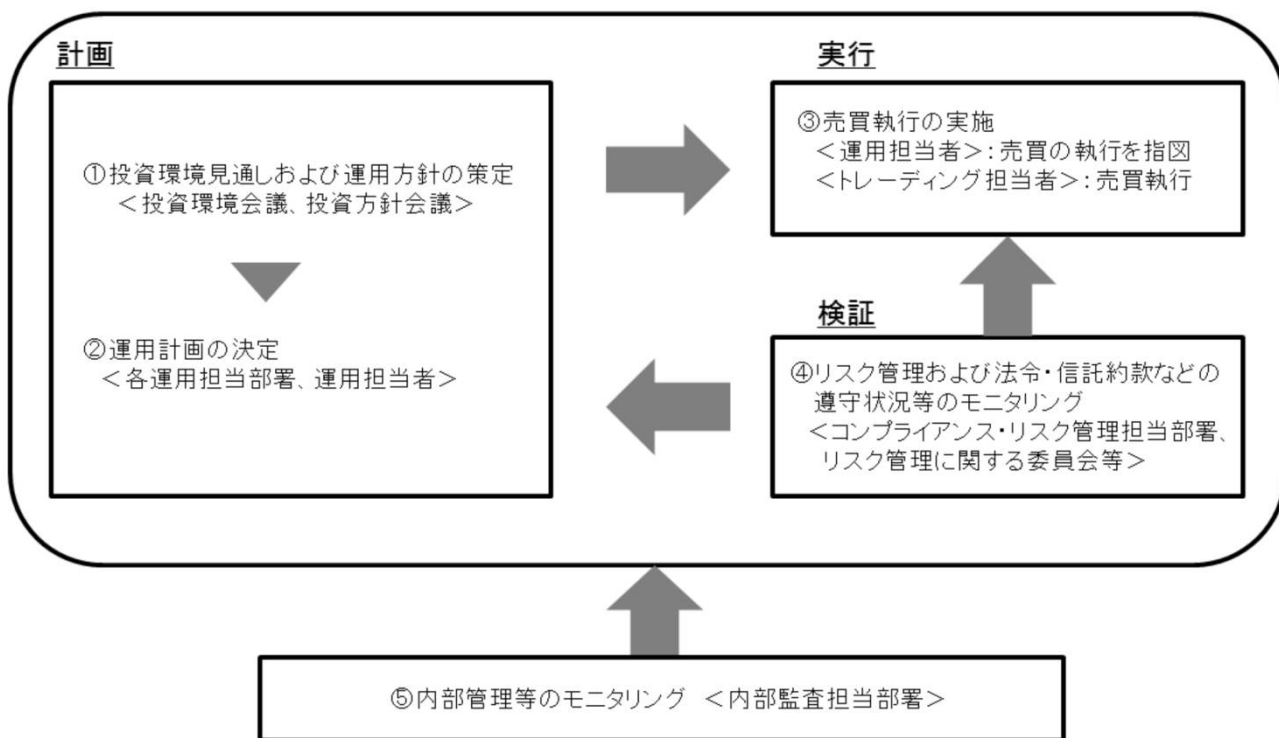 計画
①投資環境見通しおよび運用方針の策定
＜投資環境会議、投資方針会議＞
②運用計画の決定
＜各運用担当部署、運用担当者＞
実行
③売買執行の実施
＜運用担当者＞：売買の執行を指図
＜トレーディング担当者＞：売買執行
検証
④リスク管理および法令・信託約款などの
遵守状況等のモニタリング
＜コンプライアンス・リスク管理担当部署、
リスク管理に関する委員会等＞
⑤内部管理等のモニタリング ＜内部監査担当部署＞